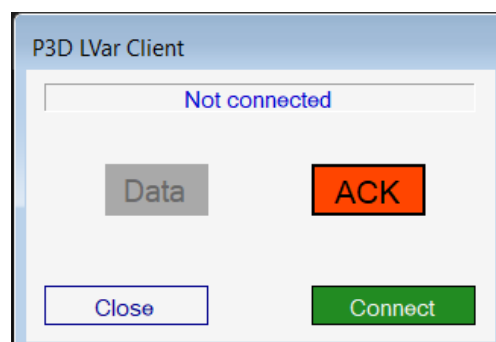 P3D LVar Client
Not connected
Data
ACK
Close
Connect